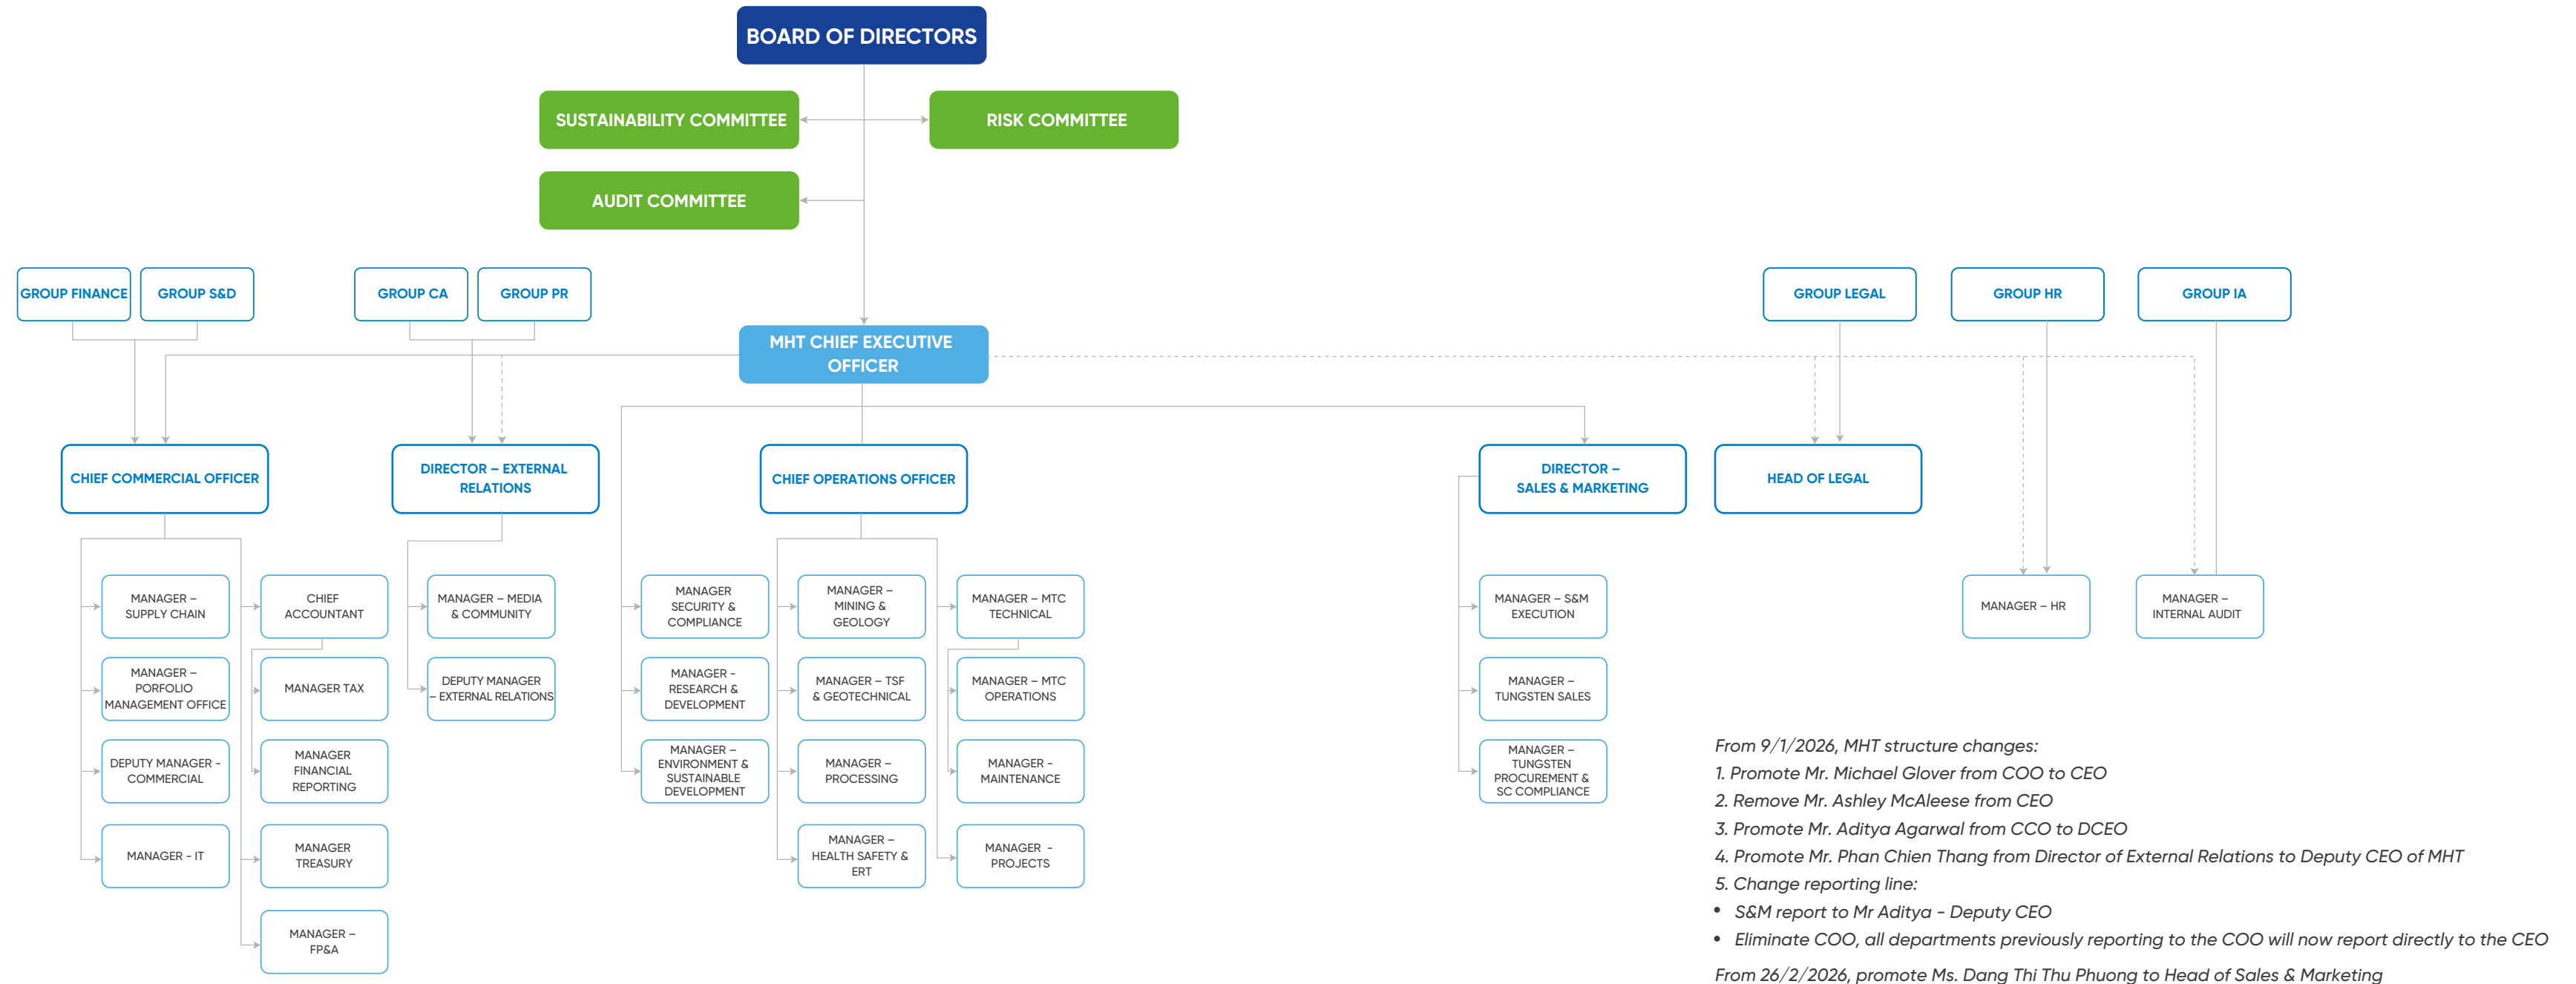 BOARD OF DIRECTORS
SUSTAINABILITY COMMITTEE
RISK COMMITTEE
AUDIT COMMITTEE
GROUP FINANCE
GROUP S&D
GROUP CA
GROUP PR
GROUP LEGAL
GROUP HR
GROUP IA
MHT CHIEF EXECUTIVE
OFFICER
CHIEF COMMERCIAL OFFICER
DIRECTOR – EXTERNAL
RELATIONS
CHIEF OPERATIONS OFFICER
DIRECTOR –
SALES & MARKETING
HEAD OF LEGAL
MANAGER –
SUPPLY CHAIN
MANAGER –
PORFOLIO
MANAGEMENT OFFICE
DEPUTY MANAGER -
COMMERCIAL
MANAGER - IT
CHIEF
ACCOUNTANT
MANAGER TAX
MANAGER
FINANCIAL
REPORTING
MANAGER
TREASURY
MANAGER –
FP&A
MANAGER – MEDIA
& COMMUNITY
DEPUTY MANAGER
– EXTERNAL RELATIONS
MANAGER
SECURITY &
COMPLIANCE
MANAGER -
RESEARCH &
DEVELOPMENT
MANAGER –
ENVIRONMENT &
SUSTAINABLE
DEVELOPMENT
MANAGER –
MINING &
GEOLOGY
MANAGER – TSF
& GEOTECHNICAL
MANAGER –
PROCESSING
MANAGER –
HEALTH SAFETY &
ERT
MANAGER – MTC
TECHNICAL
MANAGER – MTC
OPERATIONS
MANAGER -
MAINTENANCE
MANAGER -
PROJECTS
MANAGER – S&M
EXECUTION
MANAGER –
TUNGSTEN SALES
MANAGER –
TUNGSTEN
PROCUREMENT &
SC COMPLIANCE
MANAGER – HR
MANAGER –
INTERNAL AUDIT
From 9/1/2026, MHT structure changes:
1. Promote Mr. Michael Glover from COO to CEO
2. Remove Mr. Ashley McAleese from CEO
3. Promote Mr. Aditya Agarwal from CCO to DCEO
4. Promote Mr. Phan Chien Thang from Director of External Relations to Deputy CEO of MHT
5. Change reporting line:
• S&M report to Mr Aditya - Deputy CEO
• Eliminate COO, all departments previously reporting to the COO will now report directly to the CEO
From 26/2/2026, promote Ms. Dang Thi Thu Phuong to Head of Sales & Marketing